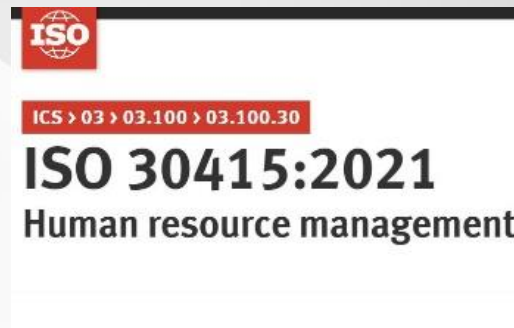 ISO
ICS > 03 > 03.100 > 03.100.30
ISO 30415:2021
Human resource management